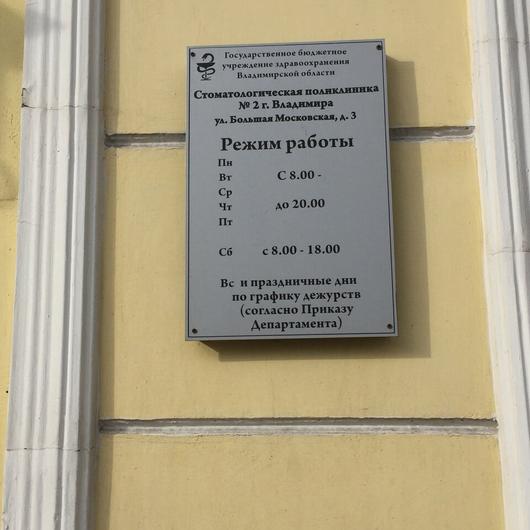 Государственное бюджетное
учреждение здравоохранения
Владимирской области
Стоматологическая поликлиника
№ 2 г. Владимира
ул. Большая Московская, д. 3
Режим работы
Пн
Вт С 8.00 -
Ср
Чт до 20.00
Пт
Сб с 8.00 - 18.00
Вс и праздничные дни
по графику дежурств
(согласно Приказу
Департамента)